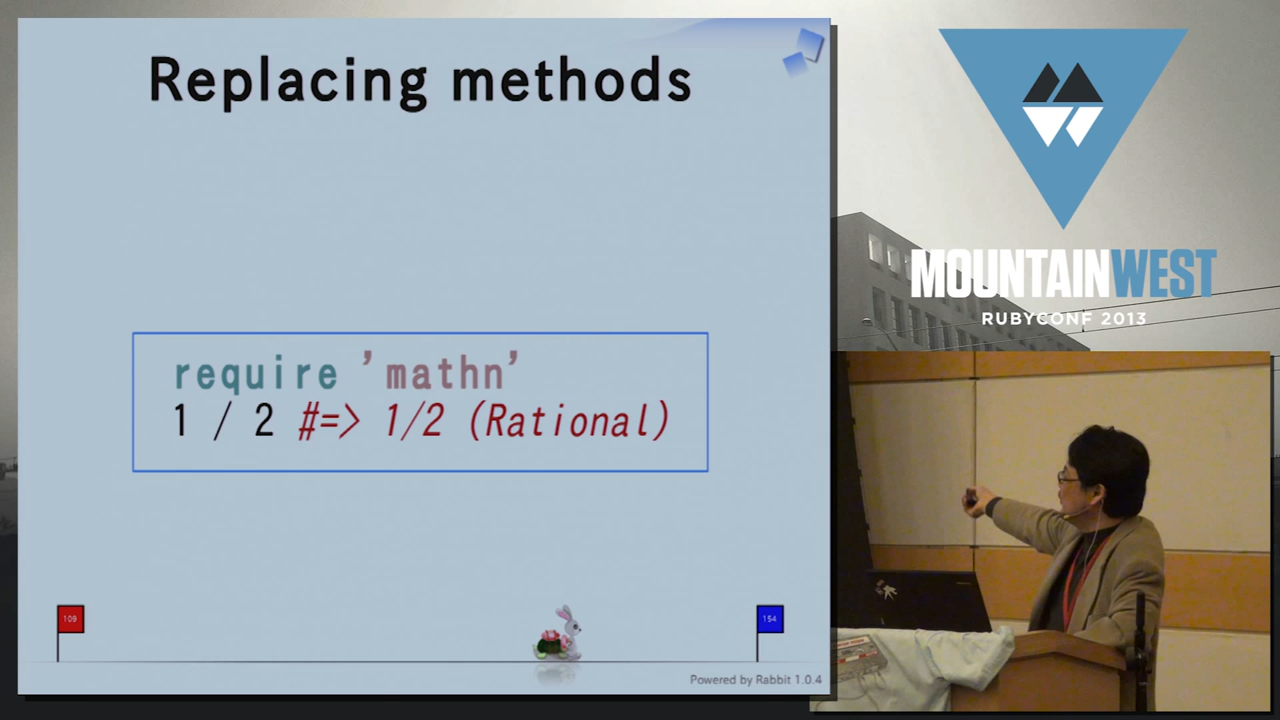 Replacing methods
require 'mathn'
1 / 2 #=> 1/2 (Rational)
109
154
Powered by Rabbit 1.0.4
MOUNTAINWEST
RUBYCONF 2013